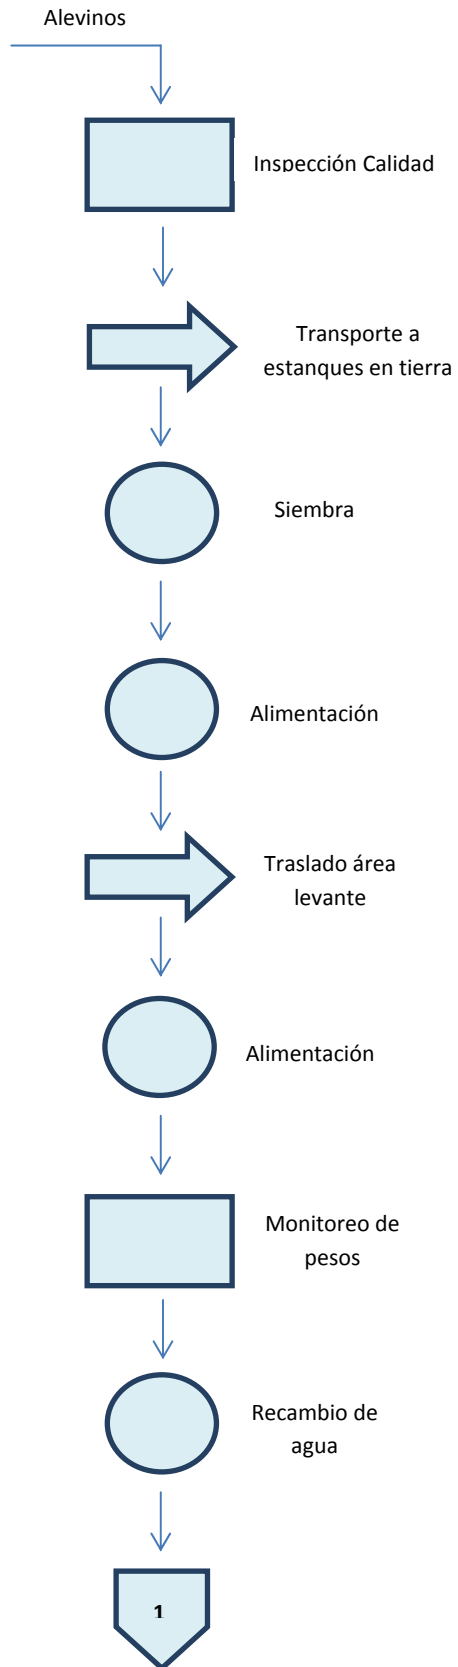 Alevinos
Inspección Calidad
Transporte a
estanques en tierra
Siembra
Alimentación
Traslado área
levante
Alimentación
Monitoreo de
pesos
Recambio de
agua
1